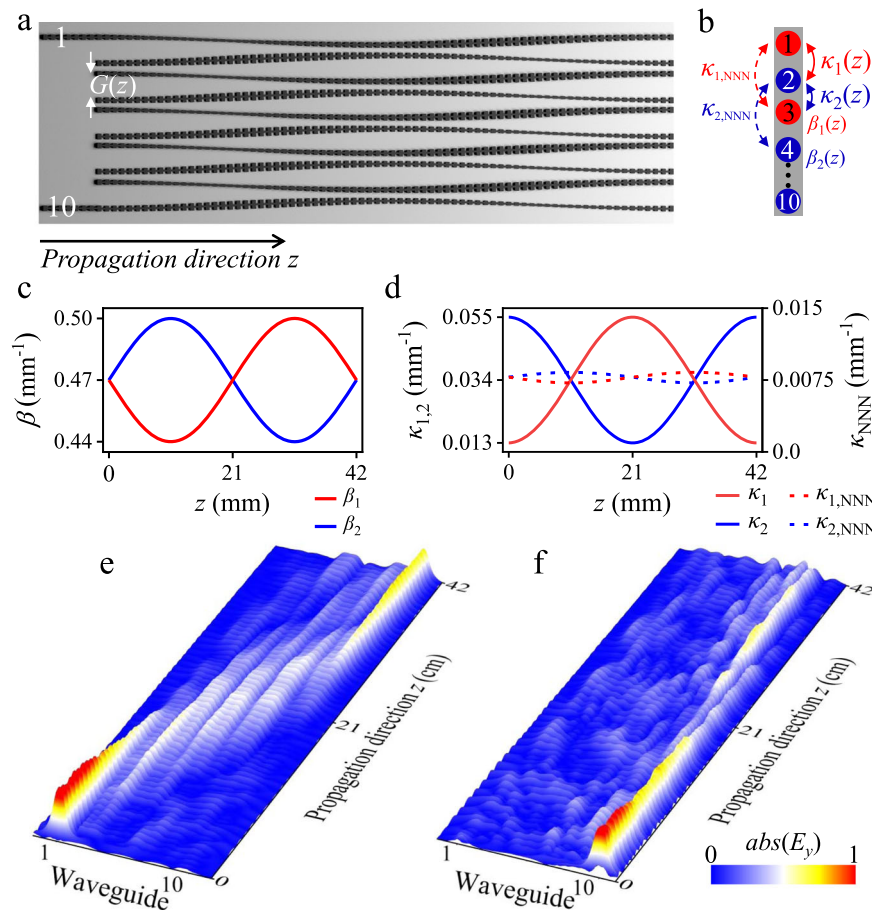 a
1
G(z)
10
Propagation direction z
b
1
2
3
4
10
κ1,NNN
κ2,NNN
κ1(z)
κ2(z)
β1(z)
β2(z)
c
β (mm⁻¹)
0.50
0.47
0.44
0 21 42
z (mm)
β1
β2
d
κ1,2 (mm⁻¹)
0.055
0.034
0.013
0.015
0.0075
0.0
κNNN (mm⁻¹)
0 21 42
z (mm)
κ1 κ1,NNN
κ2 κ2,NNN
e
1
10
Waveguide
0
21
42
Propagation direction z (cm)
f
1
10
Waveguide
0
21
42
Propagation direction z (cm)
0 abs(Ey) 1